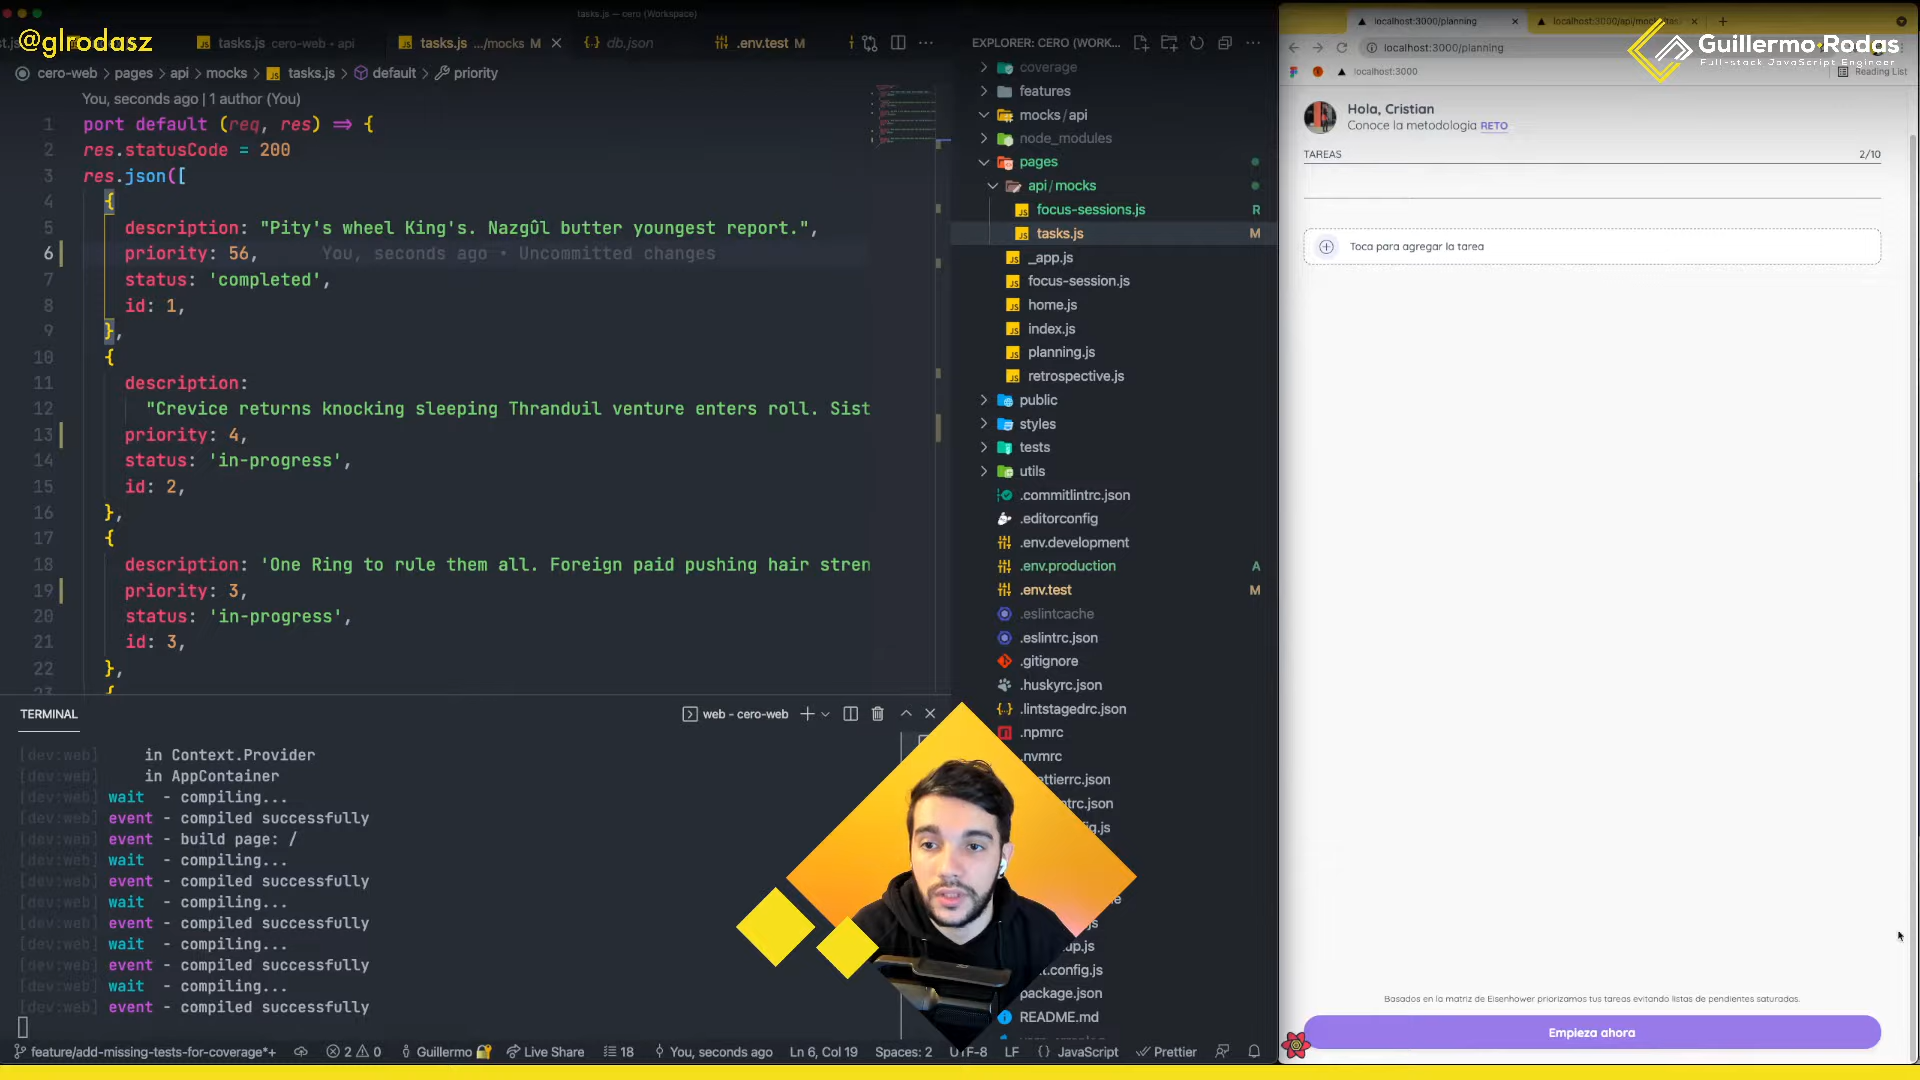 @glrodasz
tasks.js — cero (Workspace)
tasks.js cero-web • api
tasks.js .../mocks M
db.json
.env.test M
cero-web > pages > api > mocks > tasks.js > default > priority
You, seconds ago | 1 author (You)
1 port default (req, res) => {
2 res.statusCode = 200
3 res.json([
4 {
5 description: "Pity's wheel King's. Nazgûl butter youngest report.",
6 priority: 56, You, seconds ago • Uncommitted changes
7 status: 'completed',
8 id: 1,
9 },
10 {
11 description:
12 "Crevice returns knocking sleeping Thranduil venture enters roll. Sist
13 priority: 4,
14 status: 'in-progress',
15 id: 2,
16 },
17 {
18 description: 'One Ring to rule them all. Foreign paid pushing hair stren
19 priority: 3,
20 status: 'in-progress',
21 id: 3,
22 },
23 {
TERMINAL
web - cero-web
[dev:web] in Context.Provider
[dev:web] in AppContainer
[dev:web] wait - compiling...
[dev:web] event - compiled successfully
[dev:web] event - build page: /
[dev:web] wait - compiling...
[dev:web] event - compiled successfully
[dev:web] wait - compiling...
[dev:web] event - compiled successfully
[dev:web] wait - compiling...
[dev:web] event - compiled successfully
[dev:web] wait - compiling...
[dev:web] event - compiled successfully
feature/add-missing-tests-for-coverage*+ 2 0 Guillermo Live Share 18 You, seconds ago Ln 6, Col 19 Spaces: 2 UTF-8 LF {} JavaScript Prettier
EXPLORER: CERO (WORK...
coverage
features
mocks/api
node_modules
pages
api/mocks
focus-sessions.js R
tasks.js M
_app.js
focus-session.js
home.js
index.js
planning.js
retrospective.js
public
styles
tests
utils
.commitlintrc.json
.editorconfig
.env.development
.env.production A
.env.test M
.eslintcache
.eslintrc.json
.gitignore
.huskyrc.json
.lintstagedrc.json
.npmrc
.nvmrc
ettierrc.json
ntrc.json
ig.js
e
s
up.js
t.config.js
package.json
README.md
localhost:3000/planning
localhost:3000/api/mocks/tas
localhost:3000/planning
localhost:3000
Reading List
Guillermo Rodas
Full-stack JavaScript Engineer
Hola, Cristian
Conoce la metodología RETO
TAREAS 2/10
Toca para agregar la tarea
Basados en la matriz de Eisenhower priorizamos tus tareas evitando listas de pendientes saturadas.
Empieza ahora